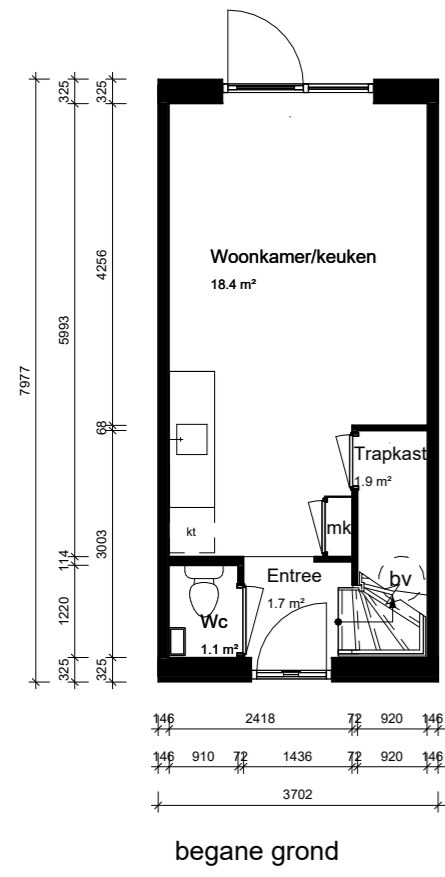 325
325
Woonkamer/keuken
18.4 m²
4256
5993
7977
68
Trapkast
1.9 m²
kt
mk
3003
114
Entree
1.7 m²
bv
1220
Wc
1.1 m²
325
325
146 2418 72 920 146
146 910 72 1436 72 920 146
3702
begane grond